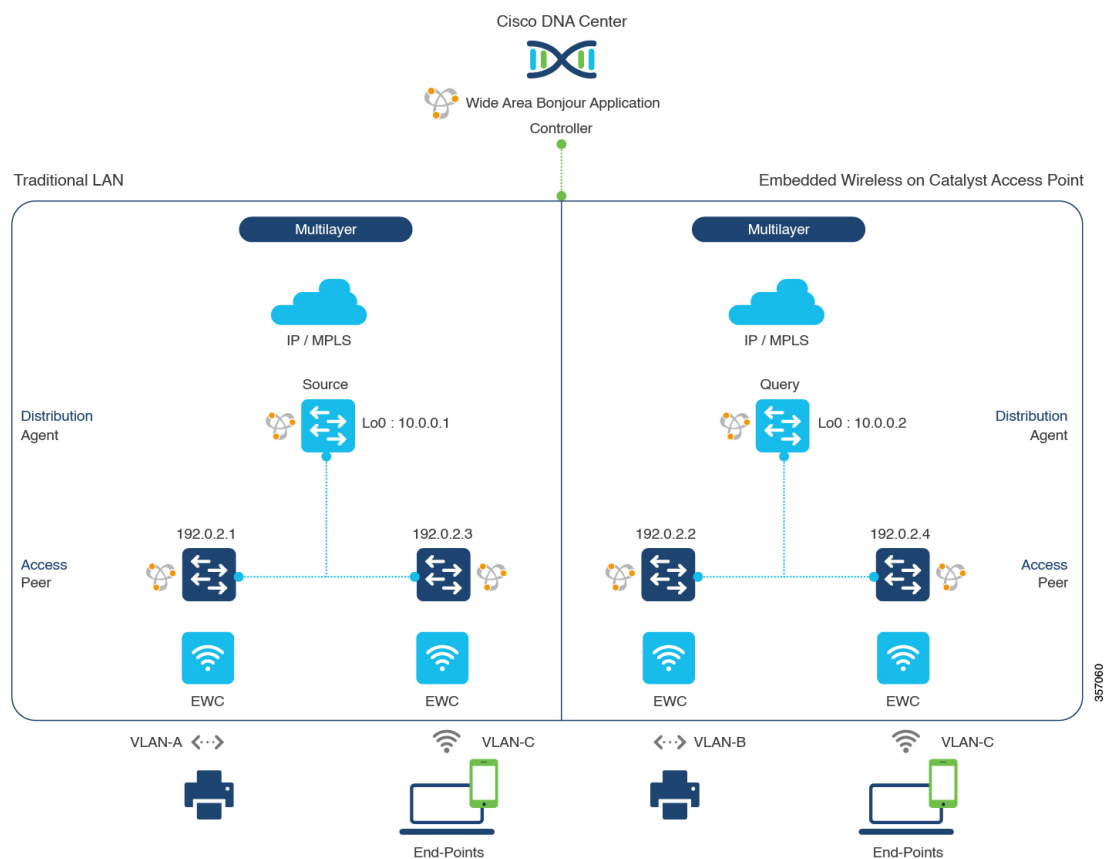 Cisco DNA Center
Wide Area Bonjour Application
Controller
Traditional LAN
Embedded Wireless on Catalyst Access Point
Multilayer
Multilayer
IP / MPLS
IP / MPLS
Source
Query
Distribution
Agent
Lo0 : 10.0.0.1
Lo0 : 10.0.0.2
Distribution
Agent
192.0.2.1
192.0.2.3
192.0.2.2
192.0.2.4
Access
Peer
Access
Peer
EWC
EWC
EWC
EWC
357060
VLAN-A
VLAN-C
VLAN-B
VLAN-C
End-Points
End-Points